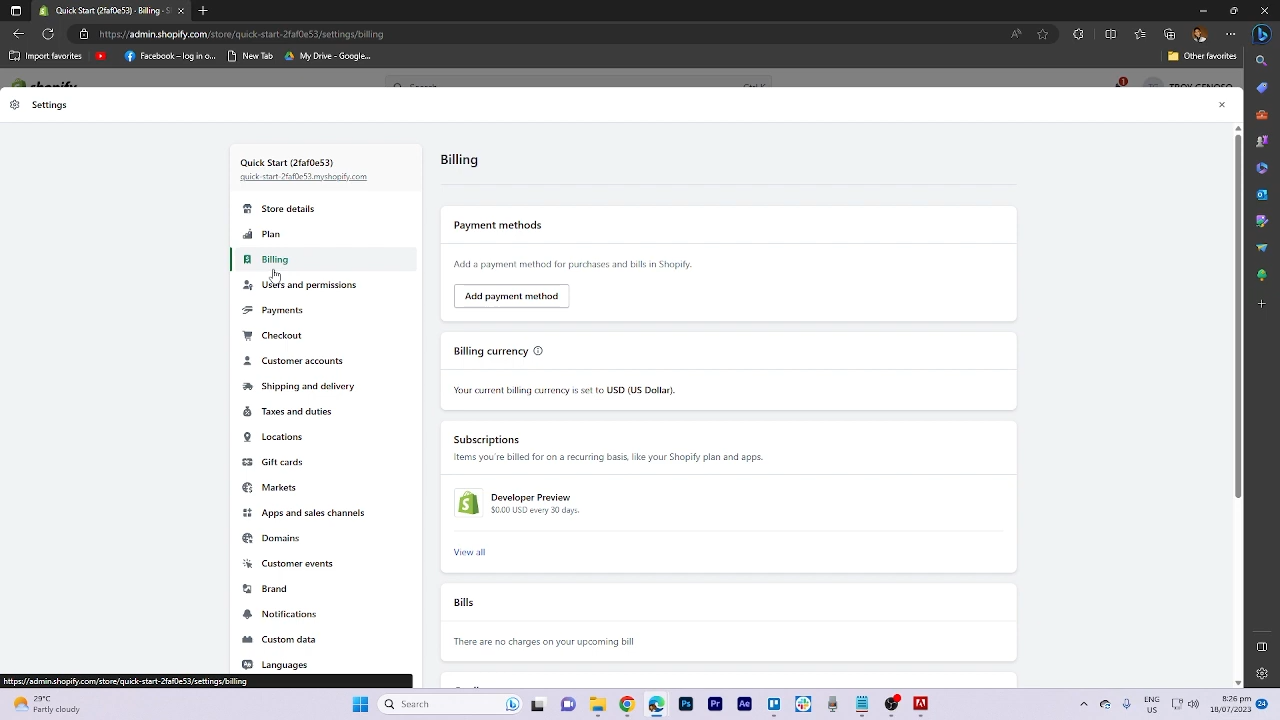 Quick Start (2faf0e53) · Billing · S
https://admin.shopify.com/store/quick-start-2faf0e53/settings/billing
Import favorites
Facebook – log in o...
New Tab
My Drive – Google...
Other favorites
shopify
Search
Ctrl K
1
TROY GENOSO
Settings
Quick Start (2faf0e53)
quick-start-2faf0e53.myshopify.com
Store details
Plan
Billing
Users and permissions
Payments
Checkout
Customer accounts
Shipping and delivery
Taxes and duties
Locations
Gift cards
Markets
Apps and sales channels
Domains
Customer events
Brand
Notifications
Custom data
Languages
Billing
Payment methods
Add a payment method for purchases and bills in Shopify.
Add payment method
Billing currency
Your current billing currency is set to USD (US Dollar).
Subscriptions
Items you're billed for on a recurring basis, like your Shopify plan and apps.
Developer Preview
$0.00 USD every 30 days.
View all
Bills
There are no charges on your upcoming bill
https://admin.shopify.com/store/quick-start-2faf0e53/settings/billing
29°C
Partly cloudy
Search
ENG
US
8:26 pm
18/07/2023
24